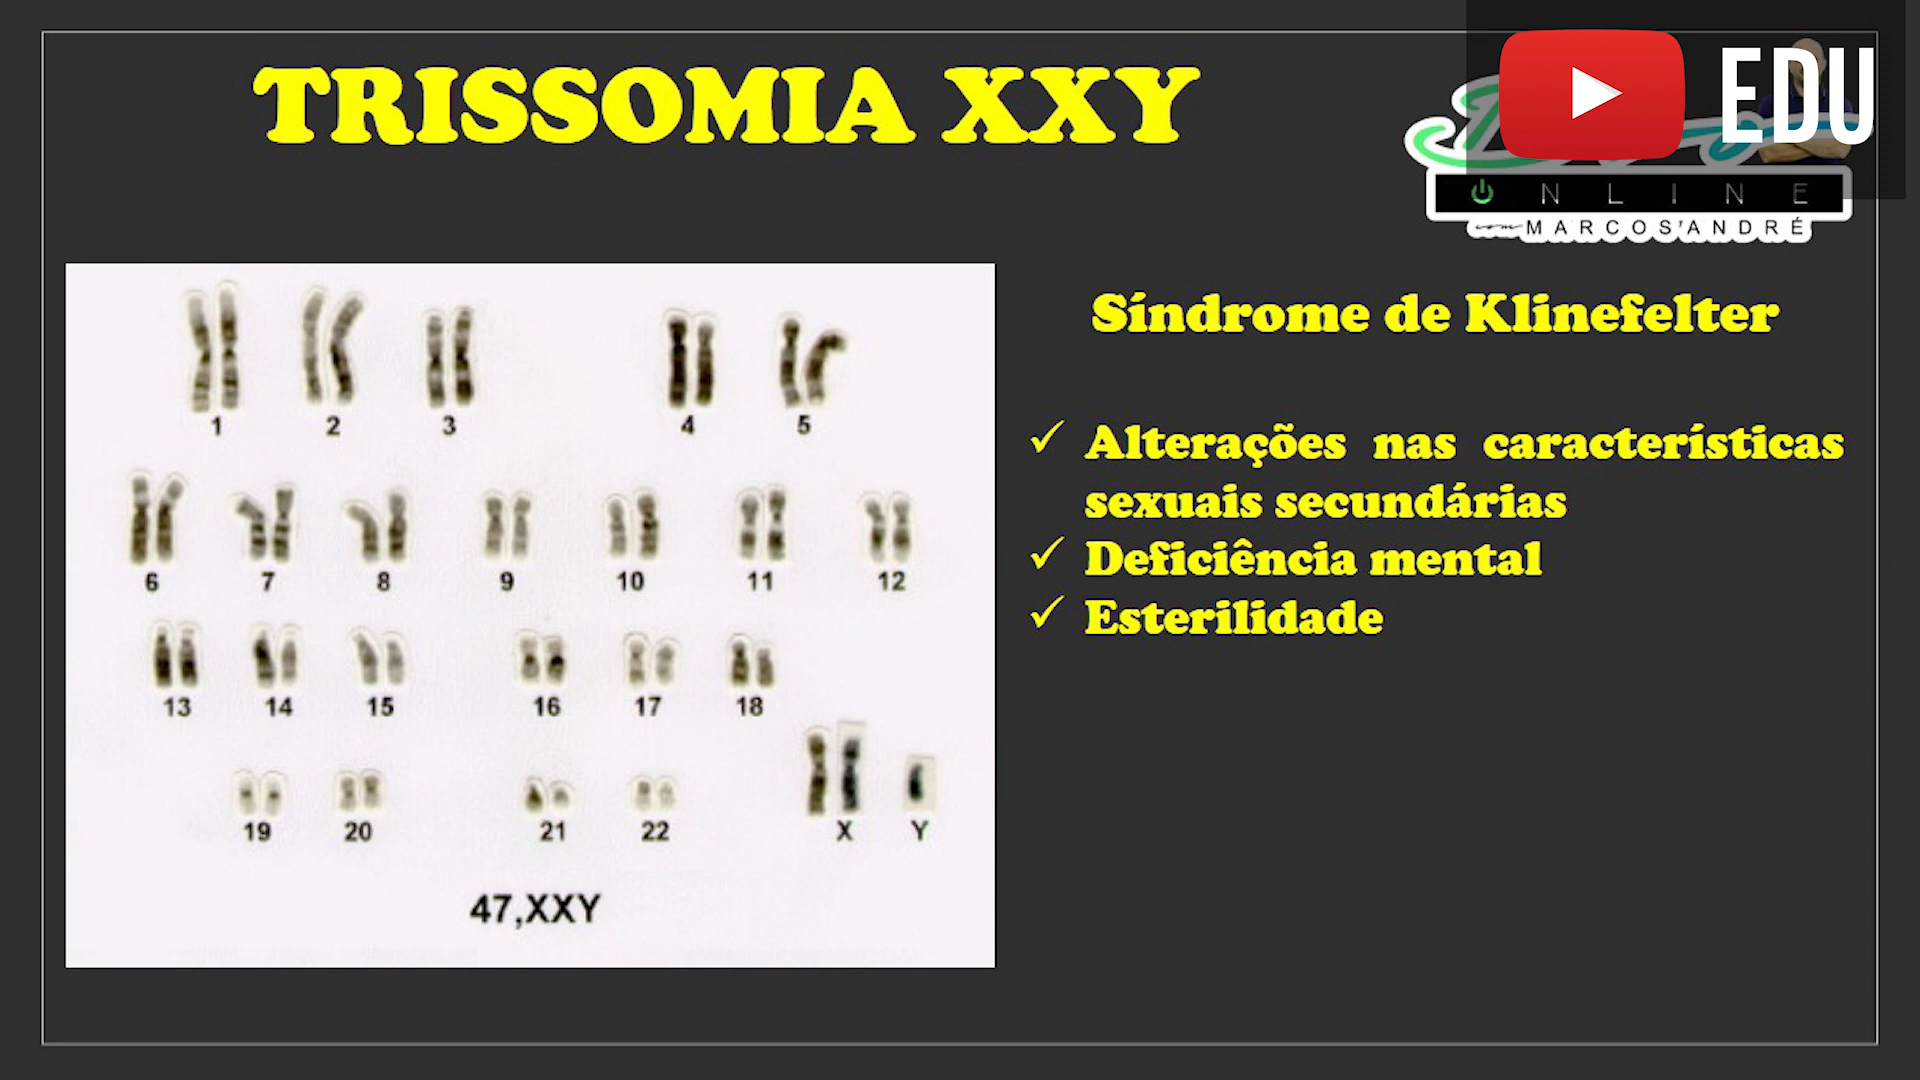 TRISSOMIA XXY
EDU
ONLINE
com MARCOS ANDRÉ
Síndrome de Klinefelter
Alterações nas características
sexuais secundárias
Deficiência mental
Esterilidade
1 2 3 4 5
6 7 8 9 10 11 12
13 14 15 16 17 18
19 20 21 22 X Y
47,XXY